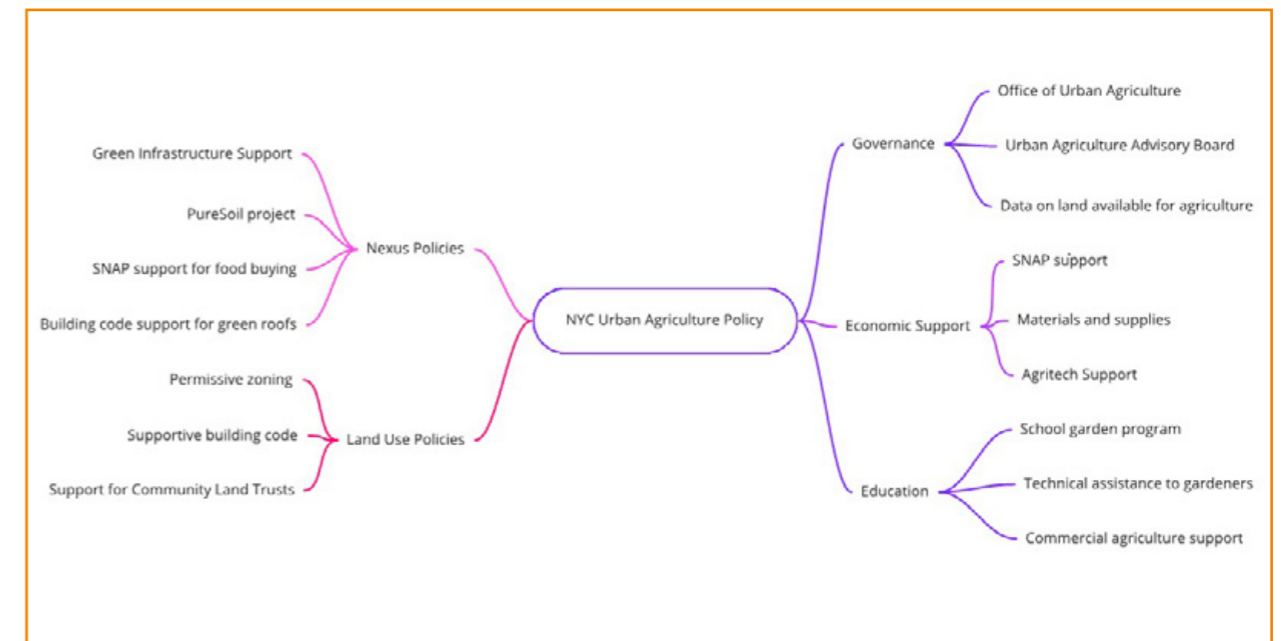 Green Infrastructure Support
PureSoil project
SNAP support for food buying
Building code support for green roofs
Nexus Policies
Permissive zoning
Supportive building code
Support for Community Land Trusts
Land Use Policies
NYC Urban Agriculture Policy
Governance
Office of Urban Agriculture
Urban Agriculture Advisory Board
Data on land available for agriculture
Economic Support
SNAP support
Materials and supplies
Agritech Support
Education
School garden program
Technical assistance to gardeners
Commercial agriculture support